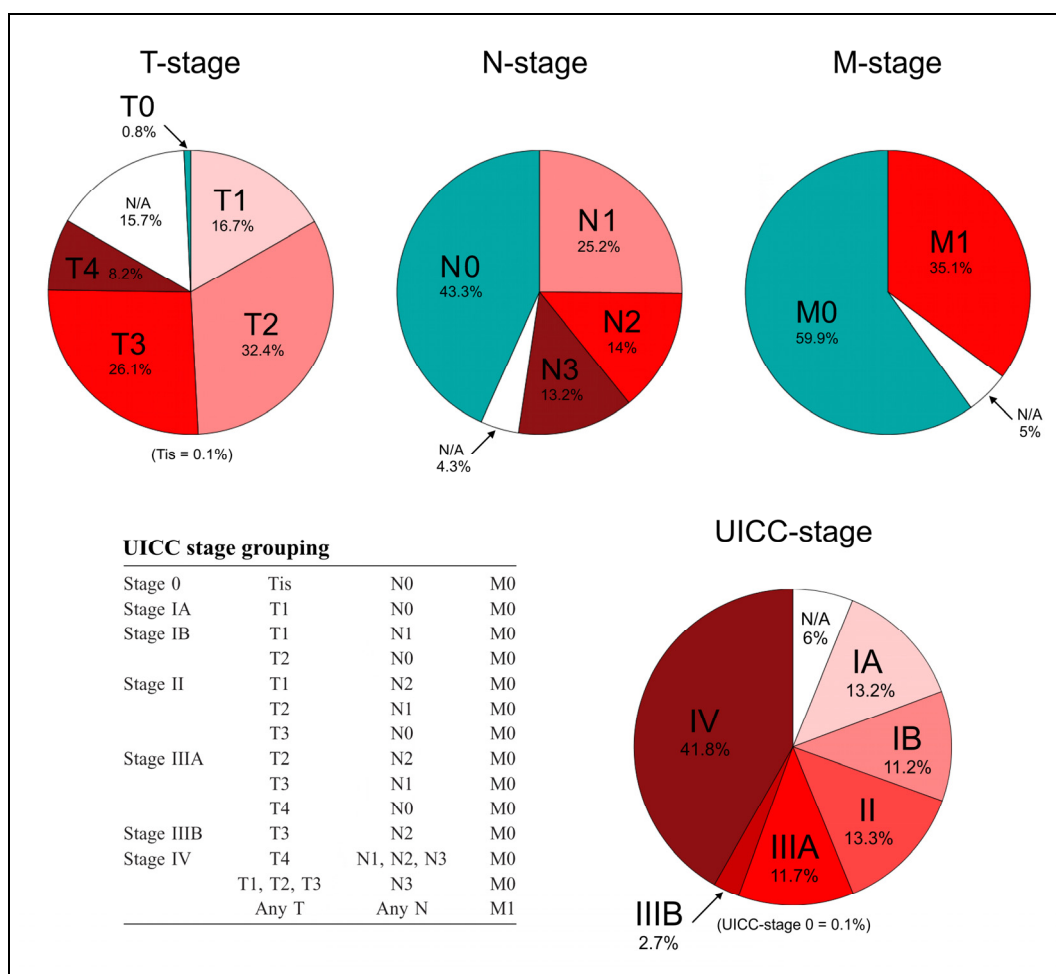 T-stage
N-stage
M-stage
T0
0.8%
N/A
15.7%
T1
16.7%
T4 8.2%
T2
32.4%
T3
26.1%
(Tis = 0.1%)
N0
43.3%
N1
25.2%
N2
14%
N3
13.2%
N/A
4.3%
M1
35.1%
M0
59.9%
N/A
5%
UICC stage grouping
Stage 0 Tis N0 M0
Stage IA T1 N0 M0
Stage IB T1 N1 M0
T2 N0 M0
Stage II T1 N2 M0
T2 N1 M0
T3 N0 M0
Stage IIIA T2 N2 M0
T3 N1 M0
T4 N0 M0
Stage IIIB T3 N2 M0
Stage IV T4 N1, N2, N3 M0
T1, T2, T3 N3 M0
Any T Any N M1
UICC-stage
N/A
6%
IA
13.2%
IB
11.2%
II
13.3%
IIIA
11.7%
IV
41.8%
IIIB
2.7%
(UICC-stage 0 = 0.1%)